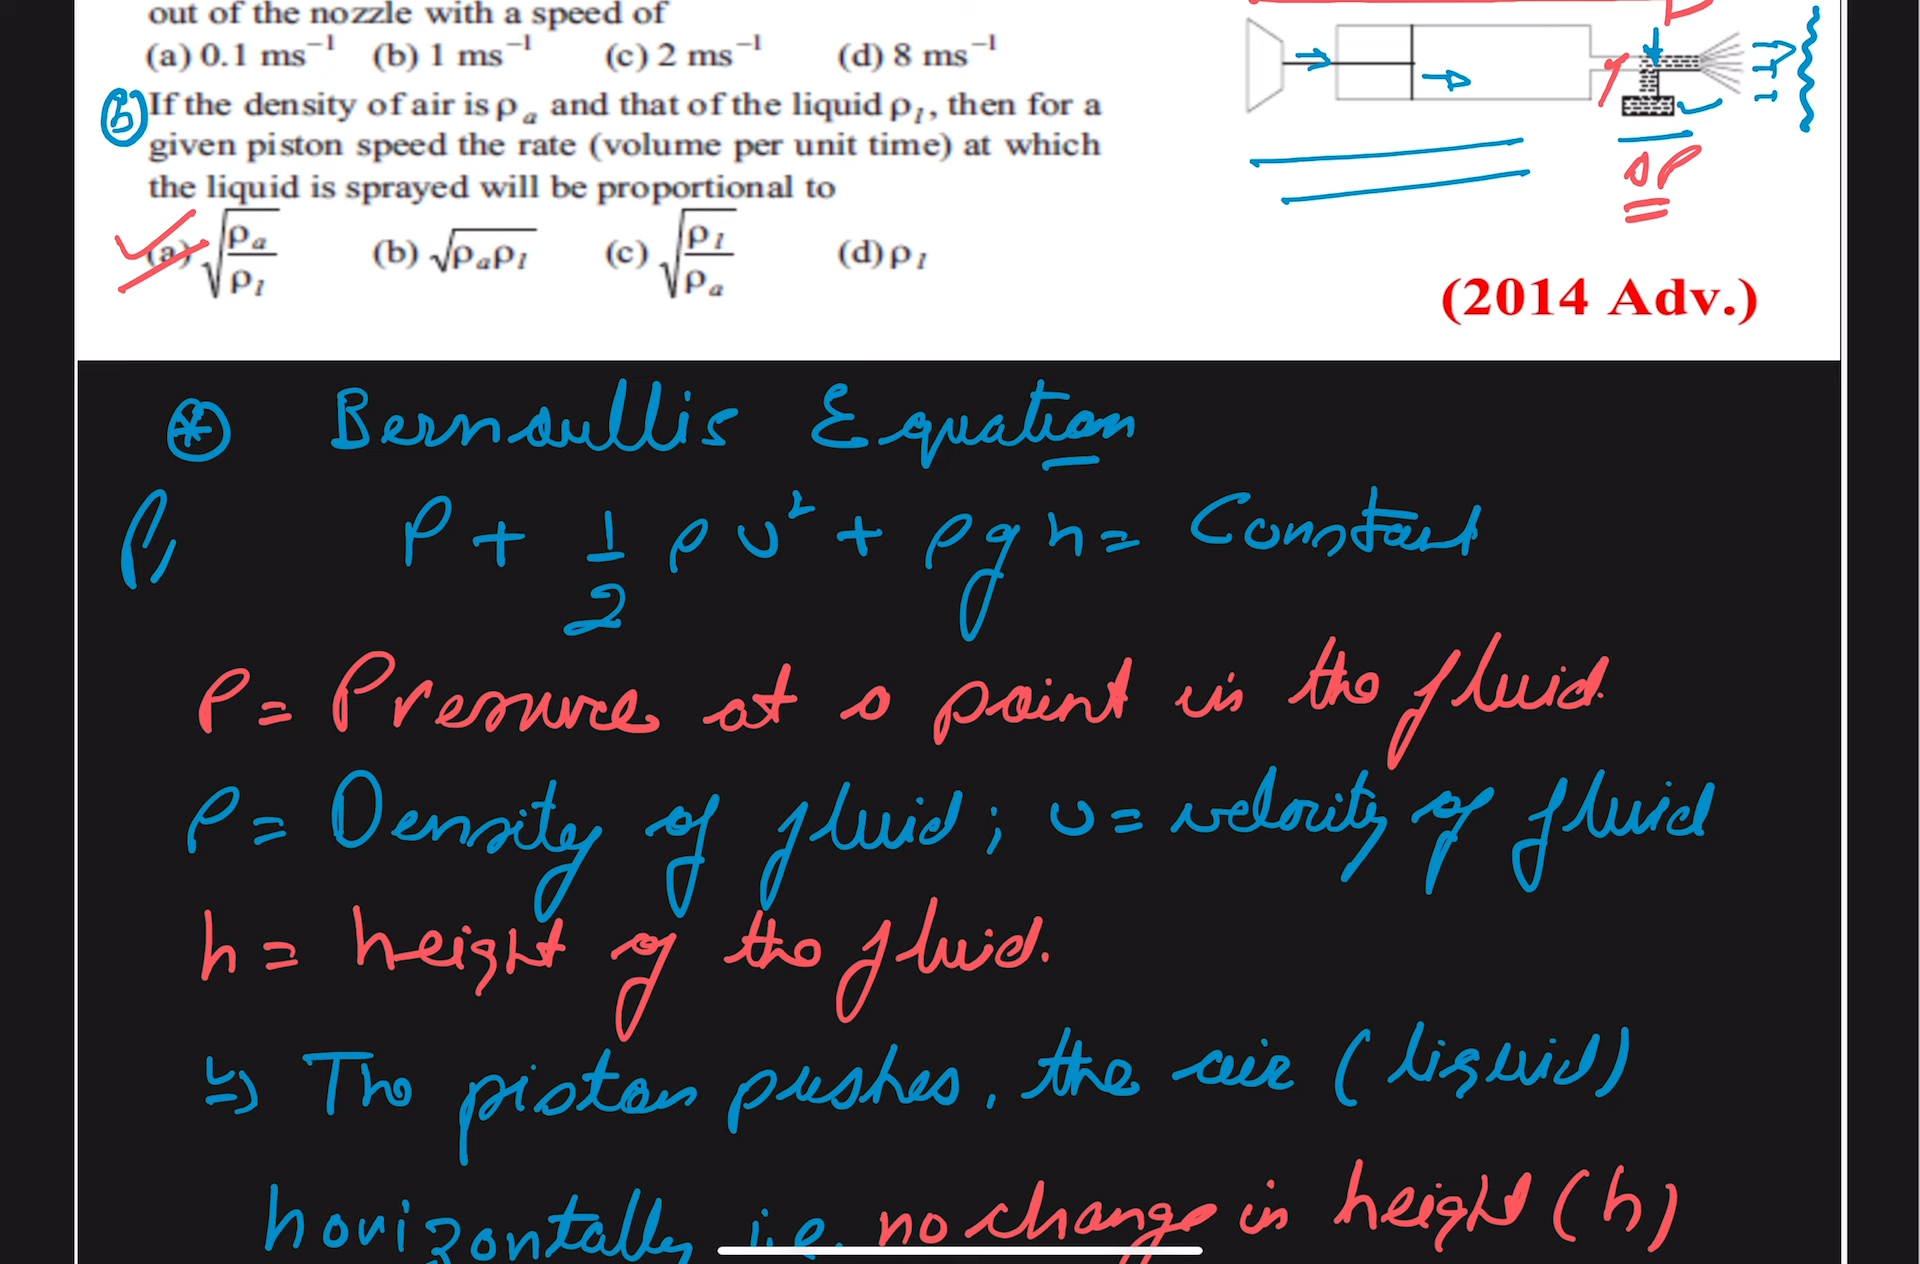 out of the nozzle with a speed of
(a) 0.1 ms⁻¹ (b) 1 ms⁻¹ (c) 2 ms⁻¹ (d) 8 ms⁻¹
(b) If the density of air is ρₐ and that of the liquid ρₗ, then for a
given piston speed the rate (volume per unit time) at which
the liquid is sprayed will be proportional to
(a) √(ρₐ/ρₗ) (b) √(ρₐρₗ) (c) √(ρₗ/ρₐ) (d) ρₗ
ΔP
(2014 Adv.)
Bernoullis Equation
P + 1/2 ρv² + ρgh = Constant
P = Pressure at a point in the fluid.
ρ = Density of fluid; v = velocity of fluid
h = height of the fluid.
The piston pushes, the air (liquid)
horizontally i.e. no change in height (h)